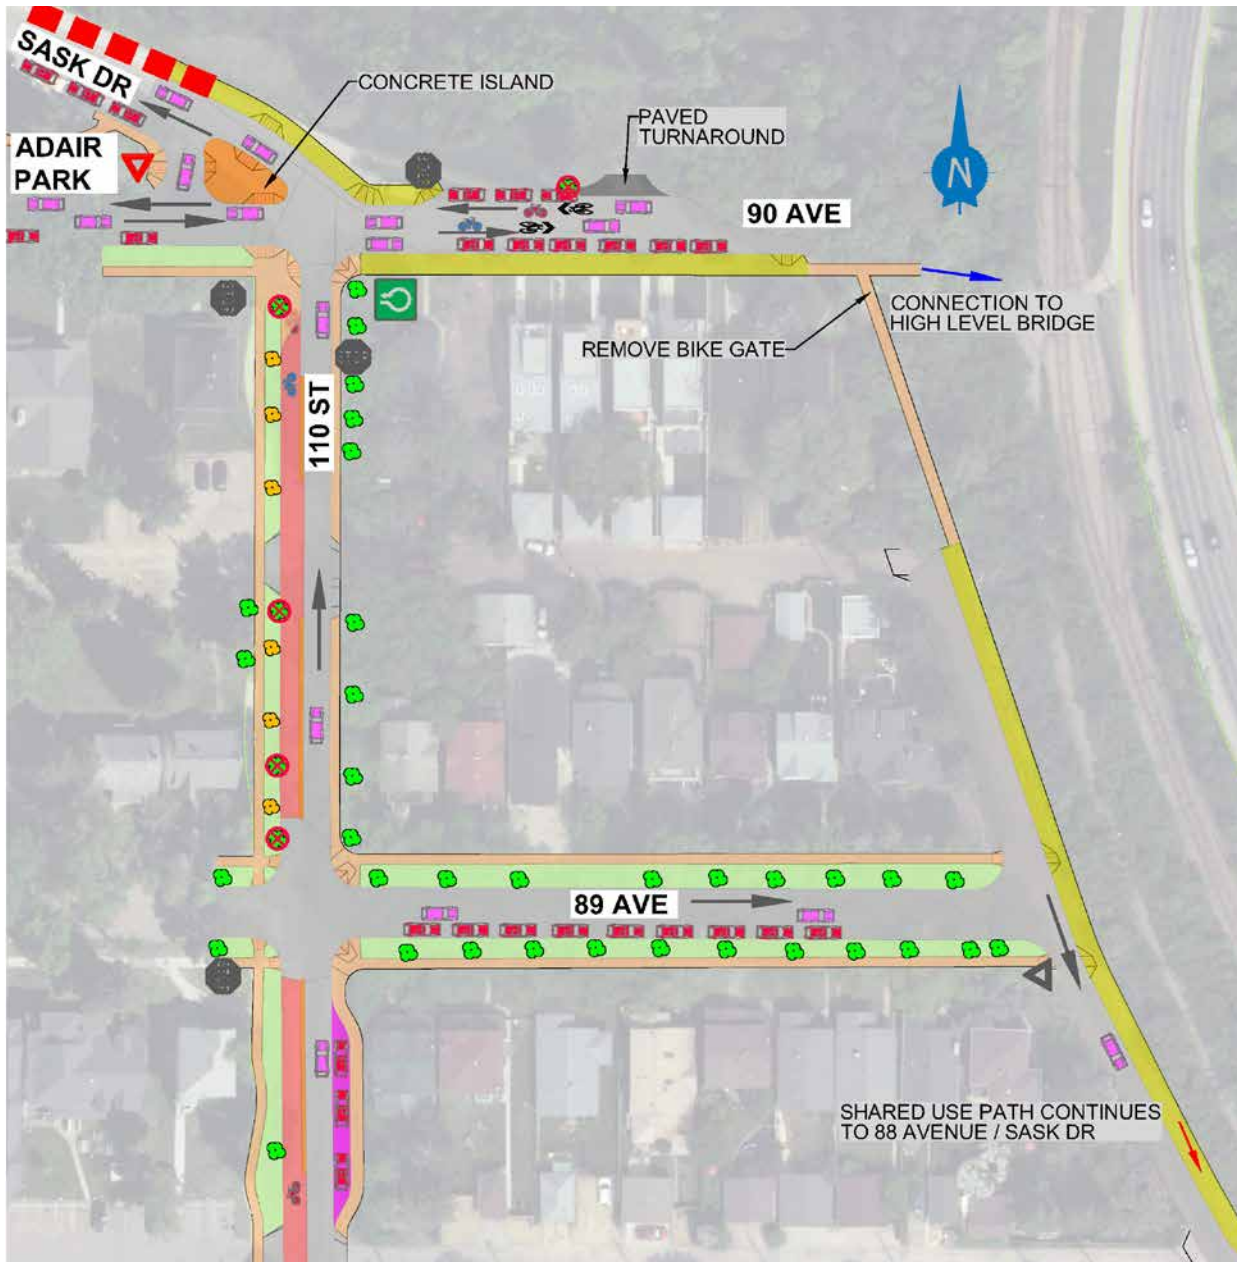 SASK DR
CONCRETE ISLAND
PAVED
TURNAROUND
ADAIR
PARK
N
90 AVE
CONNECTION TO
HIGH LEVEL BRIDGE
REMOVE BIKE GATE
110 ST
89 AVE
SHARED USE PATH CONTINUES
TO 88 AVENUE / SASK DR